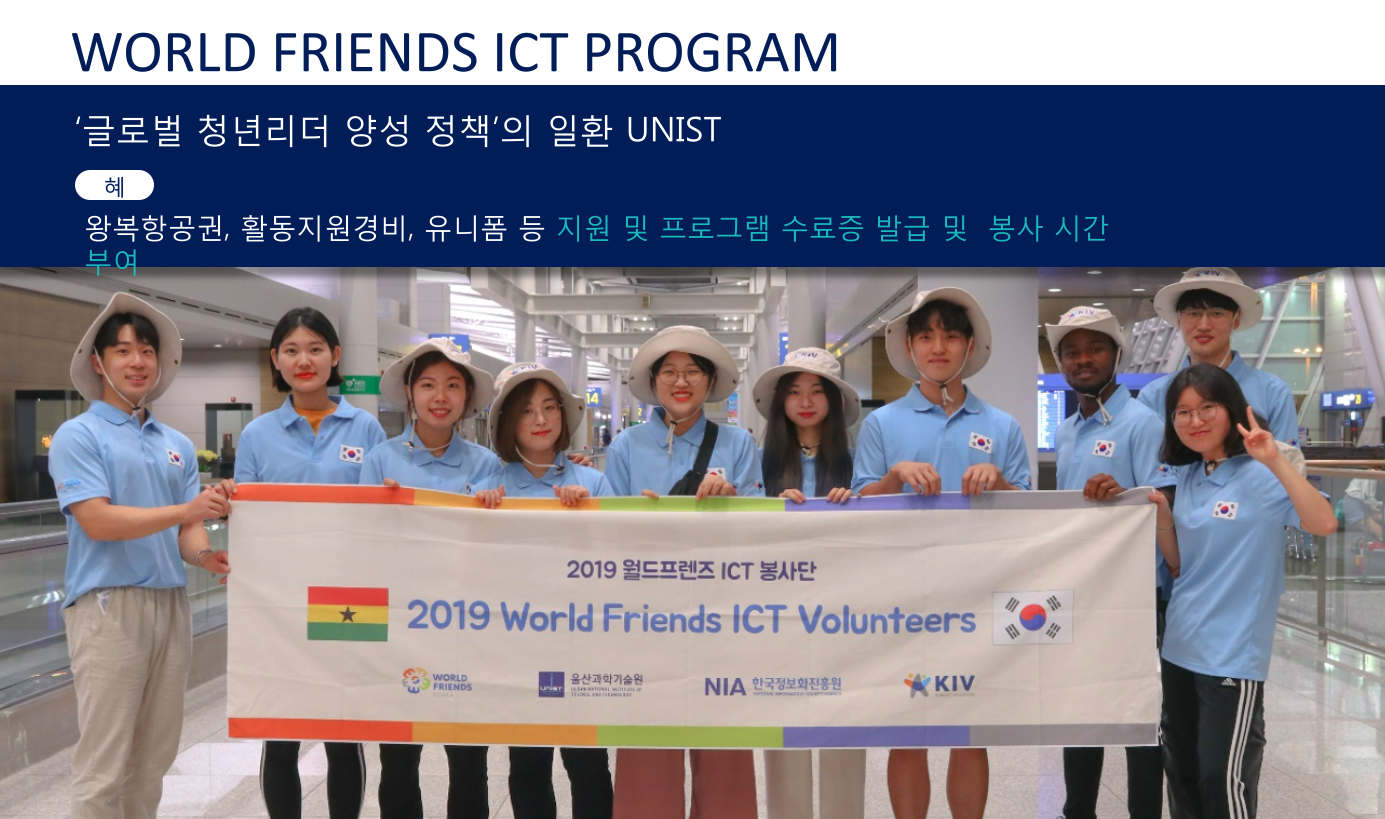 WORLD FRIENDS ICT PROGRAM
‘글로벌 청년리더 양성 정책’의 일환 UNIST
혜
왕복항공권, 활동지원경비, 유니폼 등 지원 및 프로그램 수료증 발급 및 봉사 시간
부여
KIV
14
2019 월드프렌즈 ICT 봉사단
2019 World Friends ICT Volunteers
WORLD
FRIENDS
KOREA
UNIST
울산과학기술원
ULSAN NATIONAL INSTITUTE OF
SCIENCE AND TECHNOLOGY
NIA 한국정보화진흥원
NATIONAL INFORMATION SOCIETY AGENCY
KIV
adidas